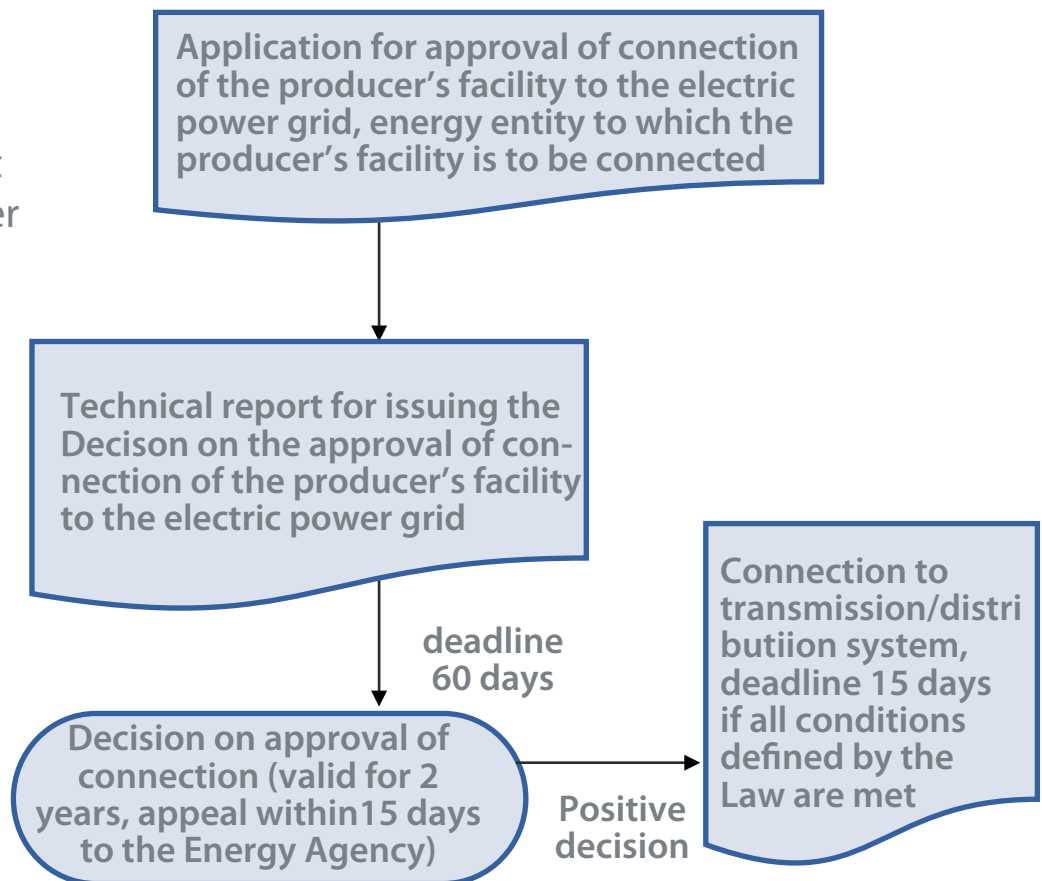 Application for approval of connection
of the producer’s facility to the electric
power grid, energy entity to which the
producer’s facility is to be connected
Technical report for issuing the
Decison on the approval of con-
nection of the producer’s facility
to the electric power grid
deadline
60 days
Decision on approval of
connection (valid for 2
years, appeal within15 days
to the Energy Agency)
Positive
decision
Connection to
transmission/distri
butiion system,
deadline 15 days
if all conditions
defined by the
Law are met